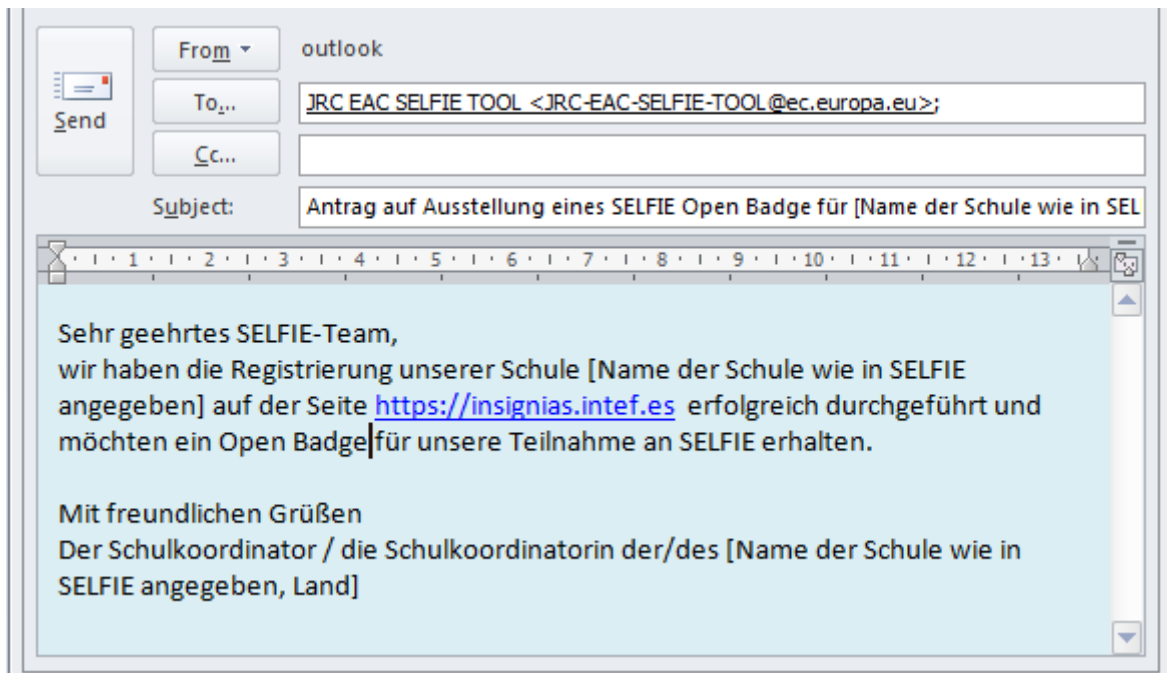 From
outlook
Send
To...
JRC EAC SELFIE TOOL <JRC-EAC-SELFIE-TOOL@ec.europa.eu>;
Cc...
Subject:
Antrag auf Ausstellung eines SELFIE Open Badge für [Name der Schule wie in SEL
1 2 3 4 5 6 7 8 9 10 11 12 13
Sehr geehrtes SELFIE-Team,
wir haben die Registrierung unserer Schule [Name der Schule wie in SELFIE
angegeben] auf der Seite https://insignias.intef.es erfolgreich durchgeführt und
möchten ein Open Badge für unsere Teilnahme an SELFIE erhalten.
Mit freundlichen Grüßen
Der Schulkoordinator / die Schulkoordinatorin der/des [Name der Schule wie in
SELFIE angegeben, Land]